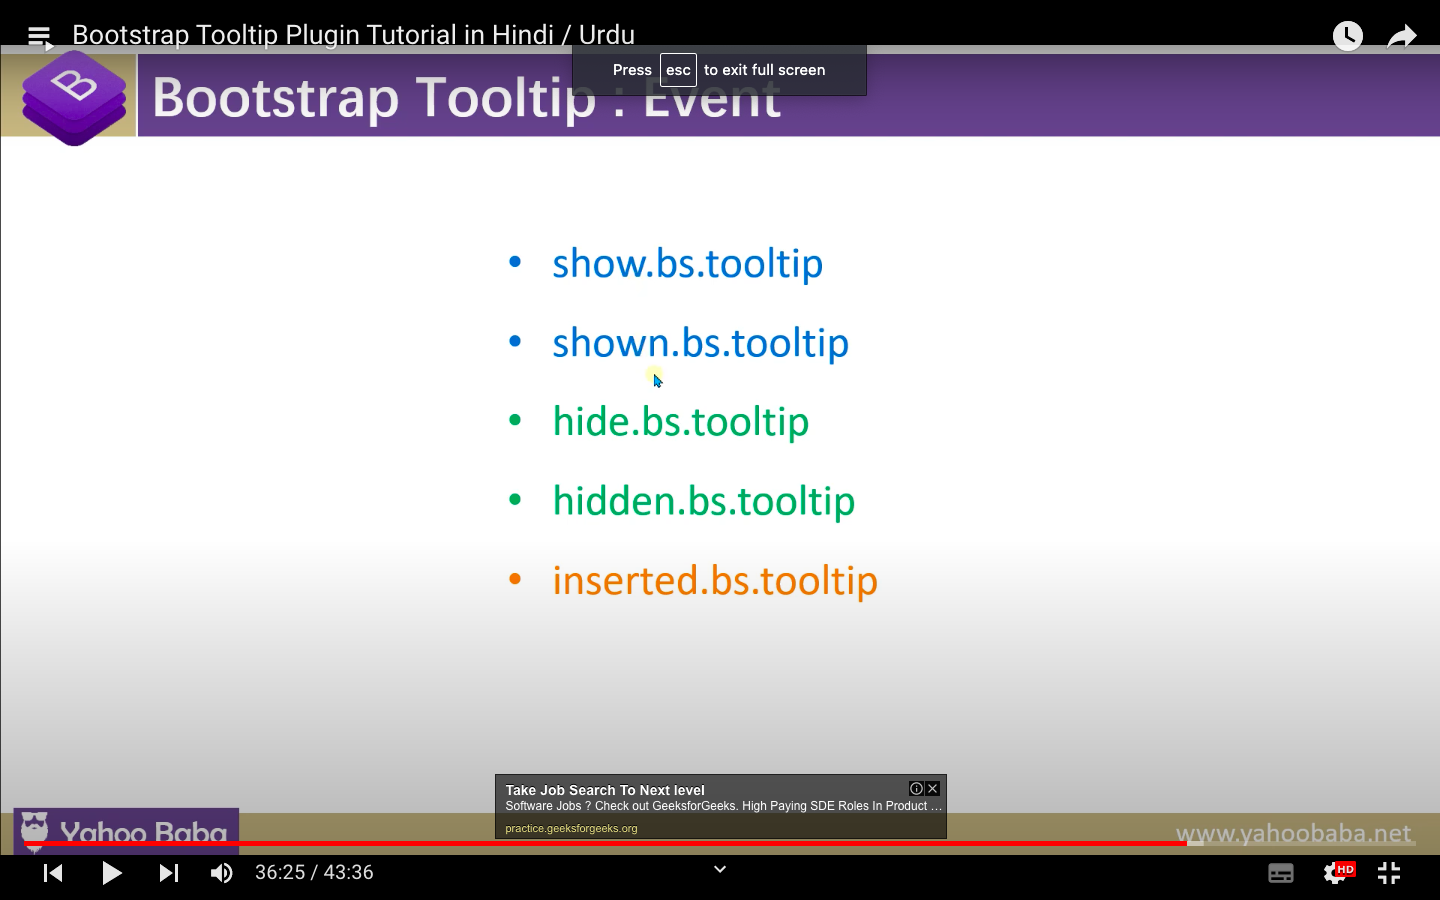 Bootstrap Tooltip Plugin Tutorial in Hindi / Urdu
Press esc to exit full screen
Bootstrap Tooltip : Event
• show.bs.tooltip
• shown.bs.tooltip
• hide.bs.tooltip
• hidden.bs.tooltip
• inserted.bs.tooltip
Take Job Search To Next level
Software Jobs ? Check out GeeksforGeeks. High Paying SDE Roles In Product ...
practice.geeksforgeeks.org
Yahoo Baba
www.yahoobaba.net
36:25 / 43:36
HD